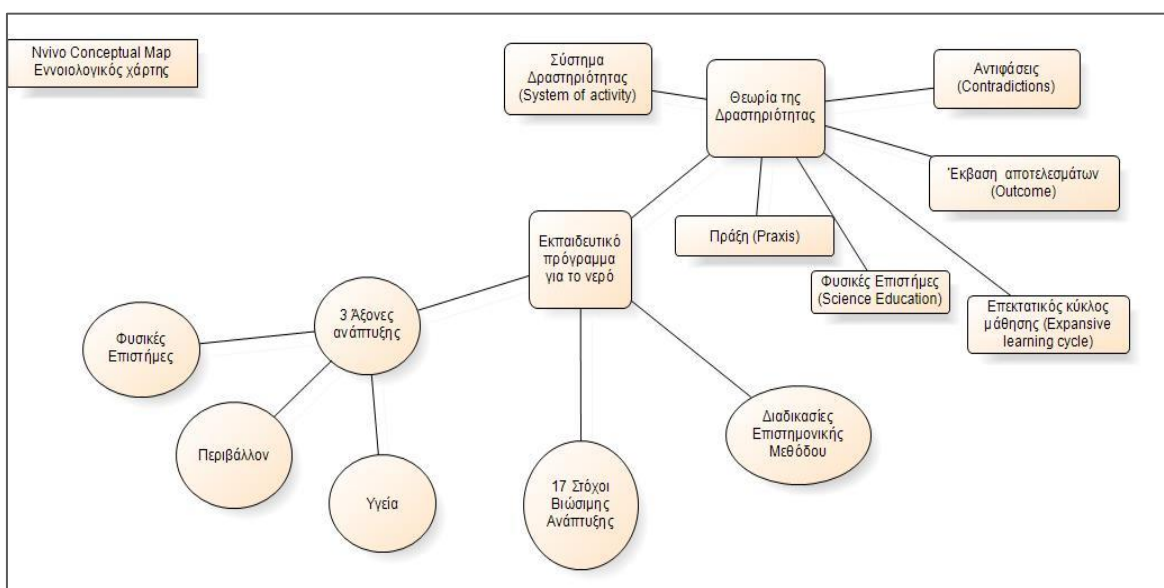 Nvivo Conceptual Map
Εννοιολογικός χάρτης
Σύστημα
Δραστηριότητας
(System of activity)
Θεωρία της
Δραστηριότητας
Αντιφάσεις
(Contradictions)
Έκβαση αποτελεσμάτων
(Outcome)
Πράξη (Praxis)
Φυσικές Επιστήμες
(Science Education)
Επεκτατικός κύκλος
μάθησης (Expansive
learning cycle)
Εκπαιδευτικό
πρόγραμμα
για το νερό
3 Άξονες
ανάπτυξης
Φυσικές
Επιστήμες
Περιβάλλον
Υγεία
17 Στόχοι
Βιώσιμης
Ανάπτυξης
Διαδικασίες
Επιστημονικής
Μεθόδου